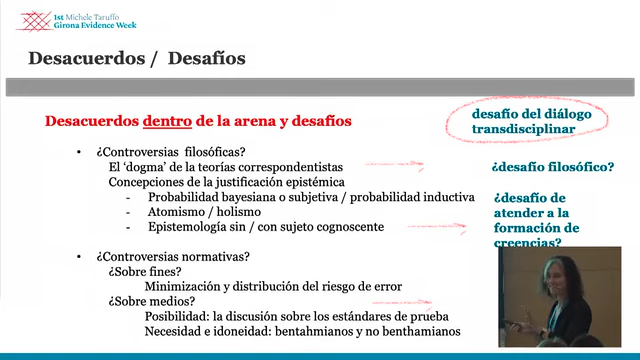 1st Michele Taruffo
Girona Evidence Week
Desacuerdos / Desafíos
Desacuerdos dentro de la arena y desafíos
desafío del diálogo
transdisciplinar
• ¿Controversias filosóficas?
El ‘dogma’ de la teorías correspondentistas
¿desafío filosófico?
Concepciones de la justificación epistémica
- Probabilidad bayesiana o subjetiva / probabilidad inductiva
- Atomismo / holismo
- Epistemología sin / con sujeto cognoscente
¿desafío de
atender a la
formación de
creencias?
• ¿Controversias normativas?
¿Sobre fines?
Minimización y distribución del riesgo de error
¿Sobre medios?
Posibilidad: la discusión sobre los estándares de prueba
Necesidad e idoneidad: bentahmianos y no benthamianos